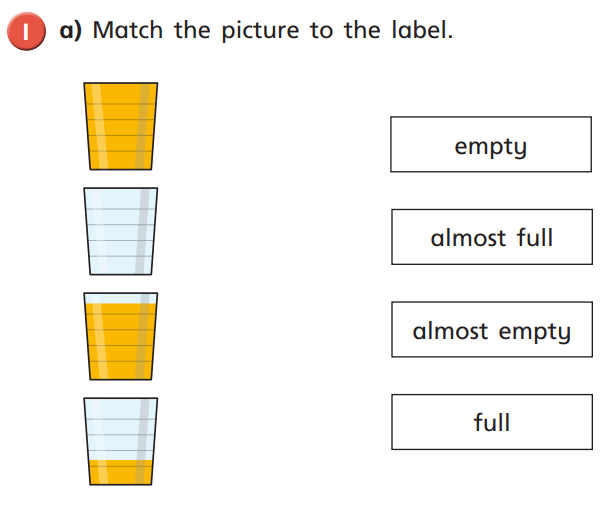 1 a) Match the picture to the label.
empty
almost full
almost empty
full